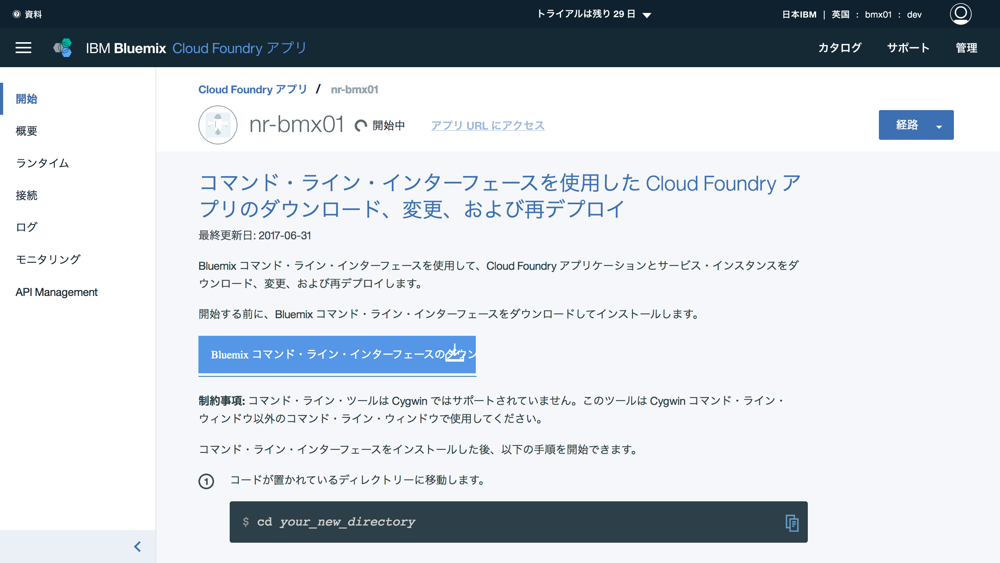 資料
トライアルは残り 29 日
日本IBM | 英国 : bmx01 : dev
IBM Bluemix Cloud Foundry アプリ
カタログ サポート 管理
開始
概要
ランタイム
接続
ログ
モニタリング
API Management
Cloud Foundry アプリ / nr-bmx01
nr-bmx01 開始中 アプリ URL にアクセス
経路
コマンド・ライン・インターフェースを使用した Cloud Foundry ア
プリのダウンロード、変更、および再デプロイ
最終更新日: 2017-06-31
Bluemix コマンド・ライン・インターフェースを使用して、Cloud Foundry アプリケーションとサービス・インスタンスをダ
ウンロード、変更、および再デプロイします。
開始する前に、Bluemix コマンド・ライン・インターフェースをダウンロードしてインストールします。
Bluemix コマンド・ライン・インターフェースのダウン
制約事項: コマンド・ライン・ツールは Cygwin ではサポートされていません。このツールは Cygwin コマンド・ライン・
ウィンドウ以外のコマンド・ライン・ウィンドウで使用してください。
コマンド・ライン・インターフェースをインストールした後、以下の手順を開始できます。
1 コードが置かれているディレクトリーに移動します。
$ cd your_new_directory